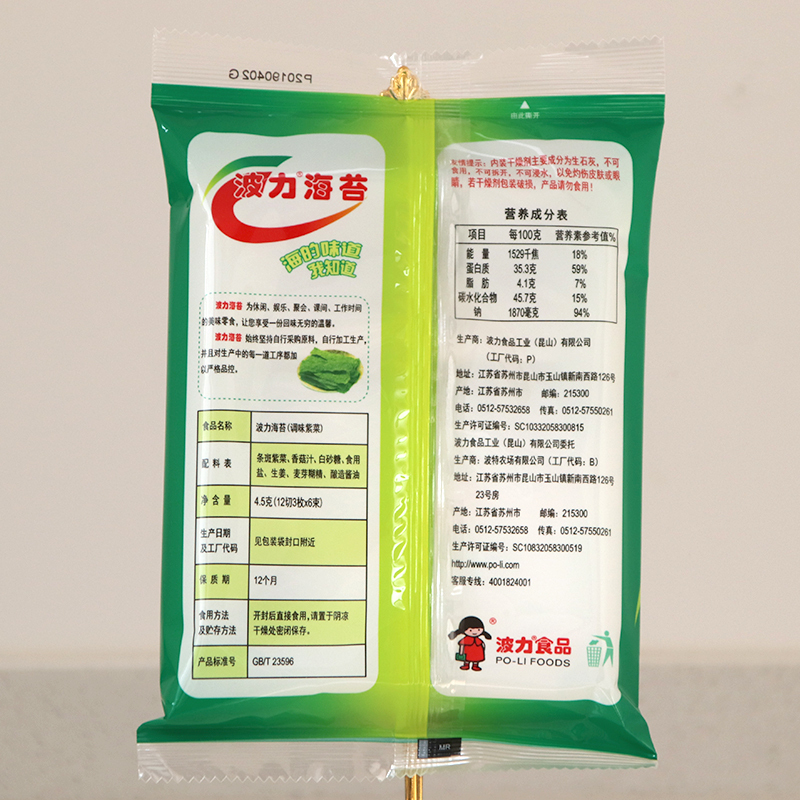 P20190402 G
由此撕开
波力®海苔
海的味道
我知道
波力海苔 为休闲、娱乐、聚会、课间、工作时间
的美味零食，让您享受一份回味无穷的温馨。
波力海苔 始终坚持自行采购原料，自行加工生产，
并且对生产中的每一道工序都加
以严格品控。
食品名称 波力海苔(调味紫菜)
配料表 条斑紫菜、香菇汁、白砂糖、食用
盐、生姜、麦芽糊精、酿造酱油
净含量 4.5克(12切3枚x6束)
生产日期
及工厂代码 见包装袋封口附近
保质期 12个月
食用方法
及贮存方法 开封后直接食用,请置于阴凉
干燥处密闭保存。
产品标准号 GB/T 23596
友情提示：内装干燥剂主要成分为生石灰，不可
食用，不可拆开，不可浸水，以免灼伤皮肤或眼
睛，若干燥剂包装破损，产品请勿食用！
营养成分表
项目 每100克 营养素参考值%
能量 1529千焦 18%
蛋白质 35.3克 59%
脂肪 4.1克 7%
碳水化合物 45.7克 15%
钠 1870毫克 94%
生产商：波力食品工业（昆山）有限公司
（工厂代码：P）
地址：江苏省苏州市昆山市玉山镇新南西路126号
产地：江苏省苏州市 邮编：215300
电话：0512-57532658 传真：0512-57550261
生产许可证编号：SC10332058300815
波力食品工业（昆山）有限公司委托
生产商：波特农场有限公司（工厂代码：B）
地址：江苏省苏州市昆山市玉山镇新南西路126号
23号房
产地：江苏省苏州市 邮编：215300
电话：0512-57532658 传真：0512-57550261
生产许可证编号：SC10832058300519
http://www.po-li.com
客服专线：4001824001
波力®食品
PO-LI FOODS
MR